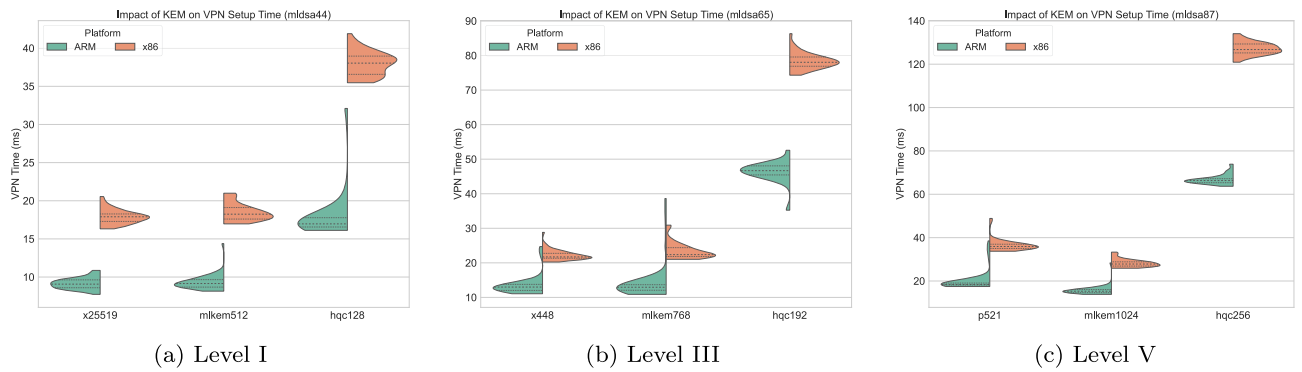 Impact of KEM on VPN Setup Time (mldsa44)
Platform
ARM x86
VPN Time (ms)
40
35
30
25
20
15
10
x25519 mlkem512 hqc128
(a) Level I
Impact of KEM on VPN Setup Time (mldsa65)
Platform
ARM x86
VPN Time (ms)
90
80
70
60
50
40
30
20
10
x448 mlkem768 hqc192
(b) Level III
Impact of KEM on VPN Setup Time (mldsa87)
Platform
ARM x86
VPN Time (ms)
140
120
100
80
60
40
20
p521 mlkem1024 hqc256
(c) Level V